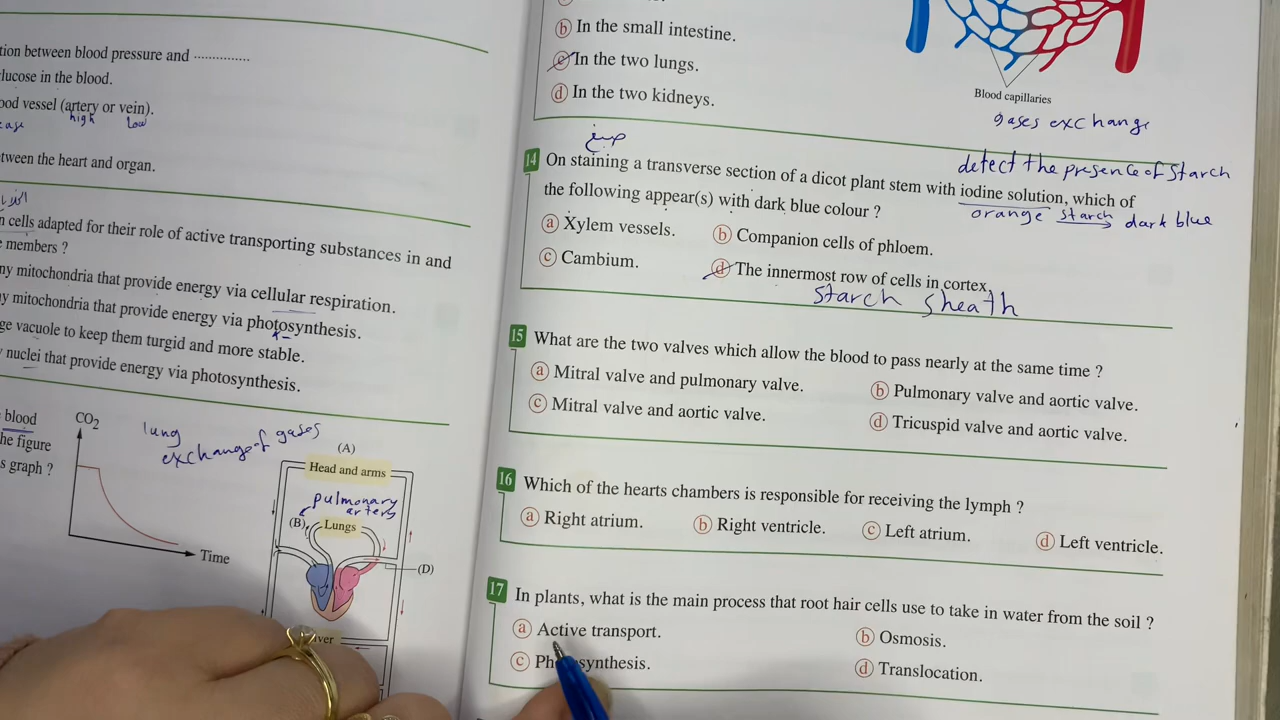 tion between blood pressure and ..............
lucose in the blood.
ood vessel (artery or vein).
high low
ease
etween the heart and organ.
n cells adapted for their role of active transporting substances in and
e members ?
ny mitochondria that provide energy via cellular respiration.
ny mitochondria that provide energy via photosynthesis.
ge vacuole to keep them turgid and more stable.
y nuclei that provide energy via photosynthesis.
blood
he figure
s graph ?
CO2
Time
lung
exchange of gases
(A)
Head and arms
pulmonary
artery
(B)
Lungs
(D)
ver
b In the small intestine.
c In the two lungs.
d In the two kidneys.
Blood capillaries
gases exchange
detect the presence of starch
14 On staining a transverse section of a dicot plant stem with iodine solution, which of
the following appear(s) with dark blue colour ?
orange starch dark blue
a Xylem vessels.
b Companion cells of phloem.
c Cambium.
d The innermost row of cells in cortex
starch sheath
15 What are the two valves which allow the blood to pass nearly at the same time ?
a Mitral valve and pulmonary valve.
b Pulmonary valve and aortic valve.
c Mitral valve and aortic valve.
d Tricuspid valve and aortic valve.
16 Which of the hearts chambers is responsible for receiving the lymph ?
a Right atrium.
b Right ventricle.
c Left atrium.
d Left ventricle.
17 In plants, what is the main process that root hair cells use to take in water from the soil ?
a Active transport.
b Osmosis.
c Ph synthesis.
d Translocation.